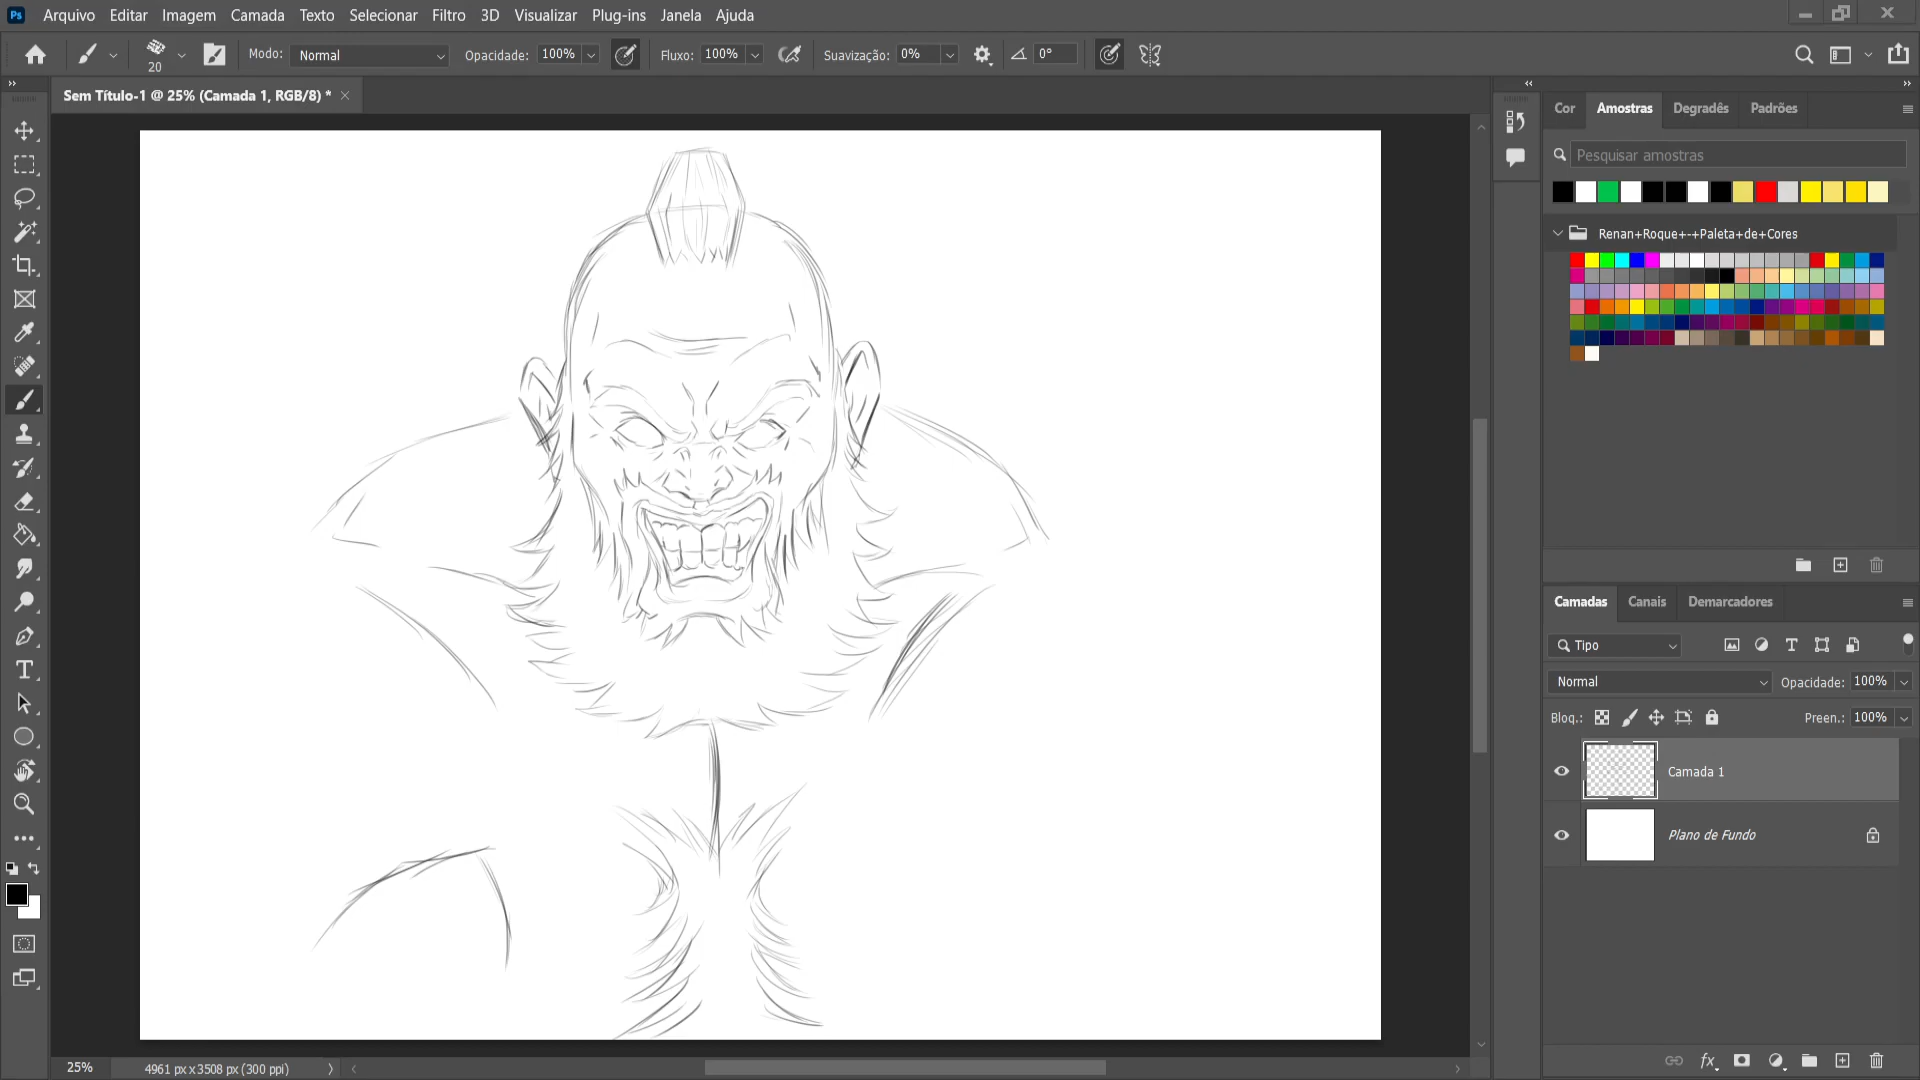 Ps Arquivo Editar Imagem Camada Texto Selecionar Filtro 3D Visualizar Plug-ins Janela Ajuda
20 Modo: Normal Opacidade: 100% Fluxo: 100% Suavização: 0% 0°
Sem Título-1 @ 25% (Camada 1, RGB/8) *
Cor Amostras Degradês Padrões
Pesquisar amostras
Renan+Roque+-+Paleta+de+Cores
Camadas Canais Demarcadores
Tipo
Normal Opacidade: 100%
Bloq.: Preen.: 100%
Camada 1
Plano de Fundo
fx
25% 4961 px x 3508 px (300 ppi)